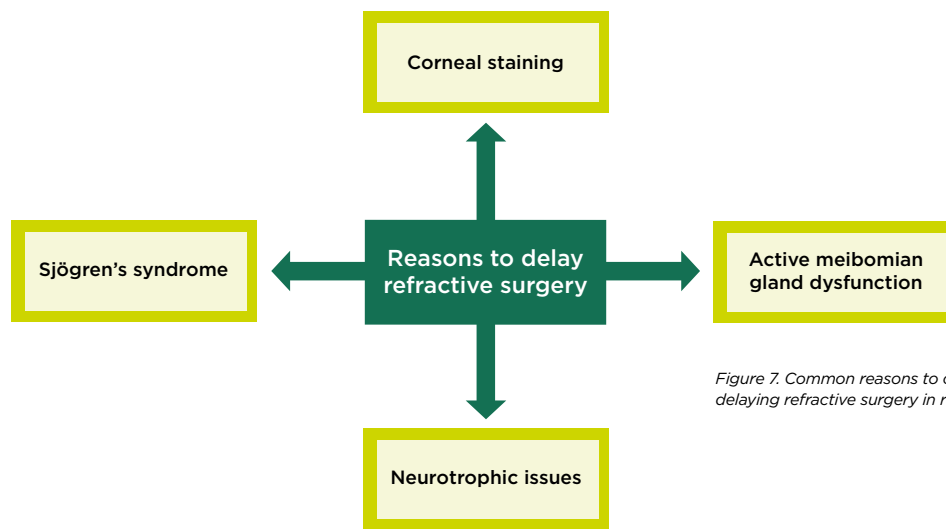 Corneal staining
Sjögren's syndrome
Reasons to delay
refractive surgery
Active meibomian
gland dysfunction
Figure 7. Common reasons to
delaying refractive surgery in
Neurotrophic issues